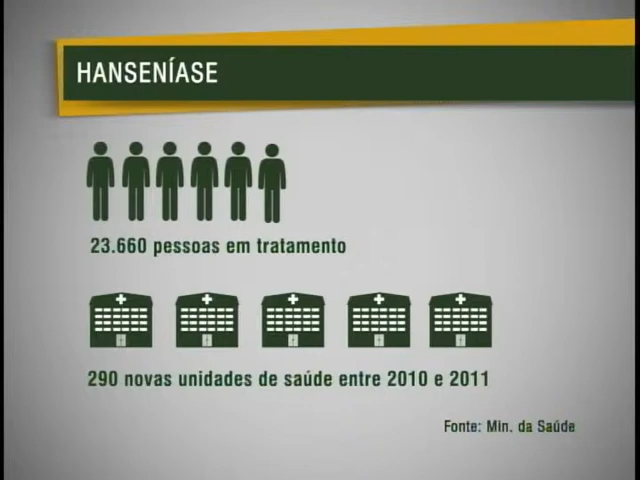 HANSENÍASE
23.660 pessoas em tratamento
290 novas unidades de saúde entre 2010 e 2011
Fonte: Min. da Saúde